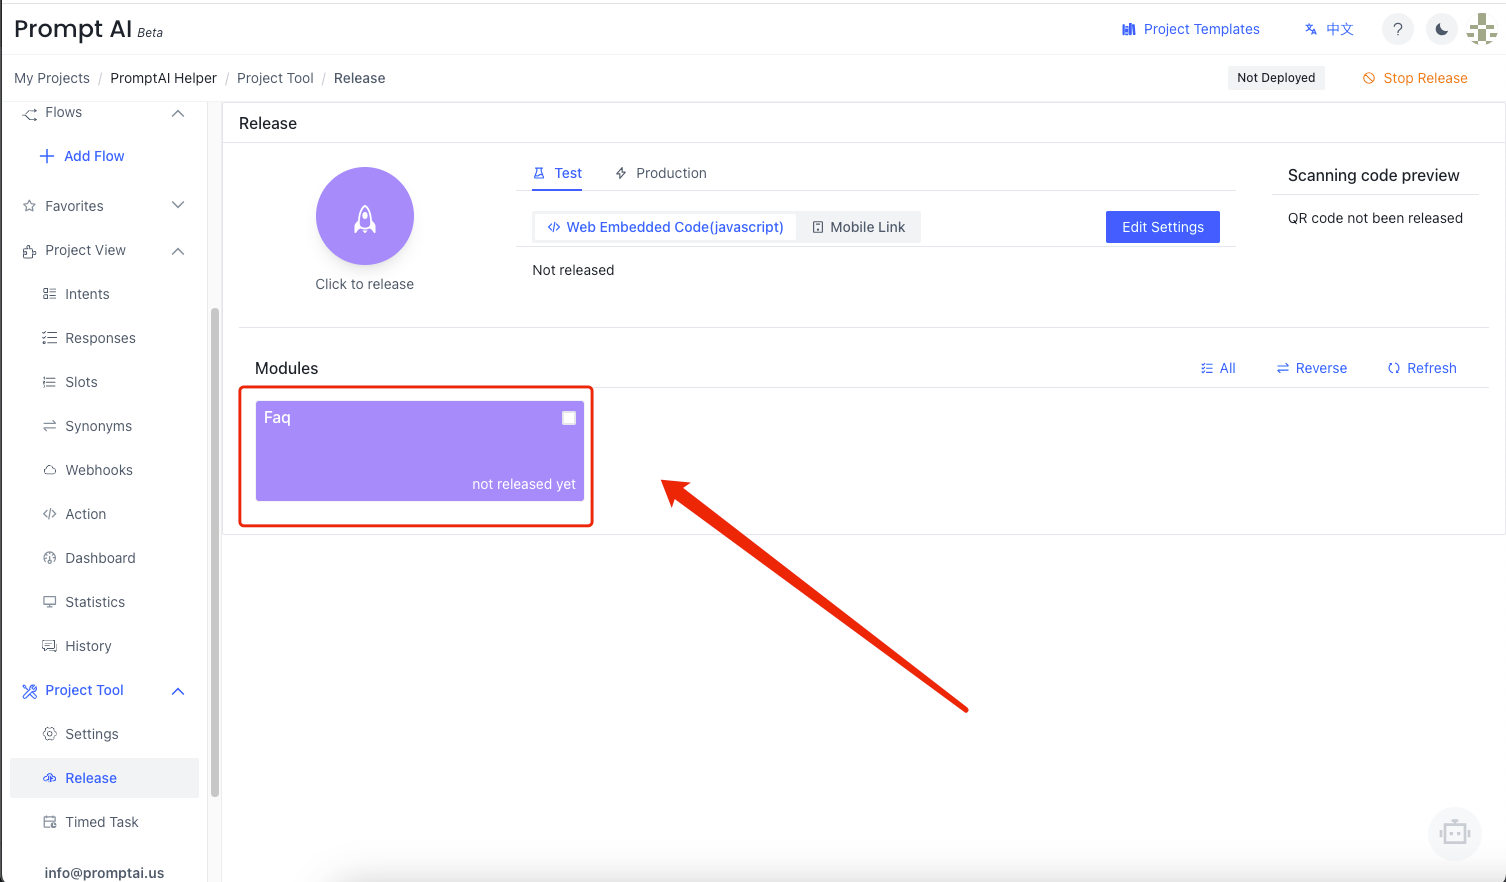 Prompt AI Beta
Project Templates
中文
?
My Projects / PromptAI Helper / Project Tool / Release
Not Deployed
Stop Release
Flows
Add Flow
Favorites
Project View
Intents
Responses
Slots
Synonyms
Webhooks
Action
Dashboard
Statistics
History
Project Tool
Settings
Release
Timed Task
info@promptai.us
Release
Click to release
Test
Production
Web Embedded Code(javascript)
Mobile Link
Edit Settings
Not released
Scanning code preview
QR code not been released
Modules
All
Reverse
Refresh
Faq
not released yet